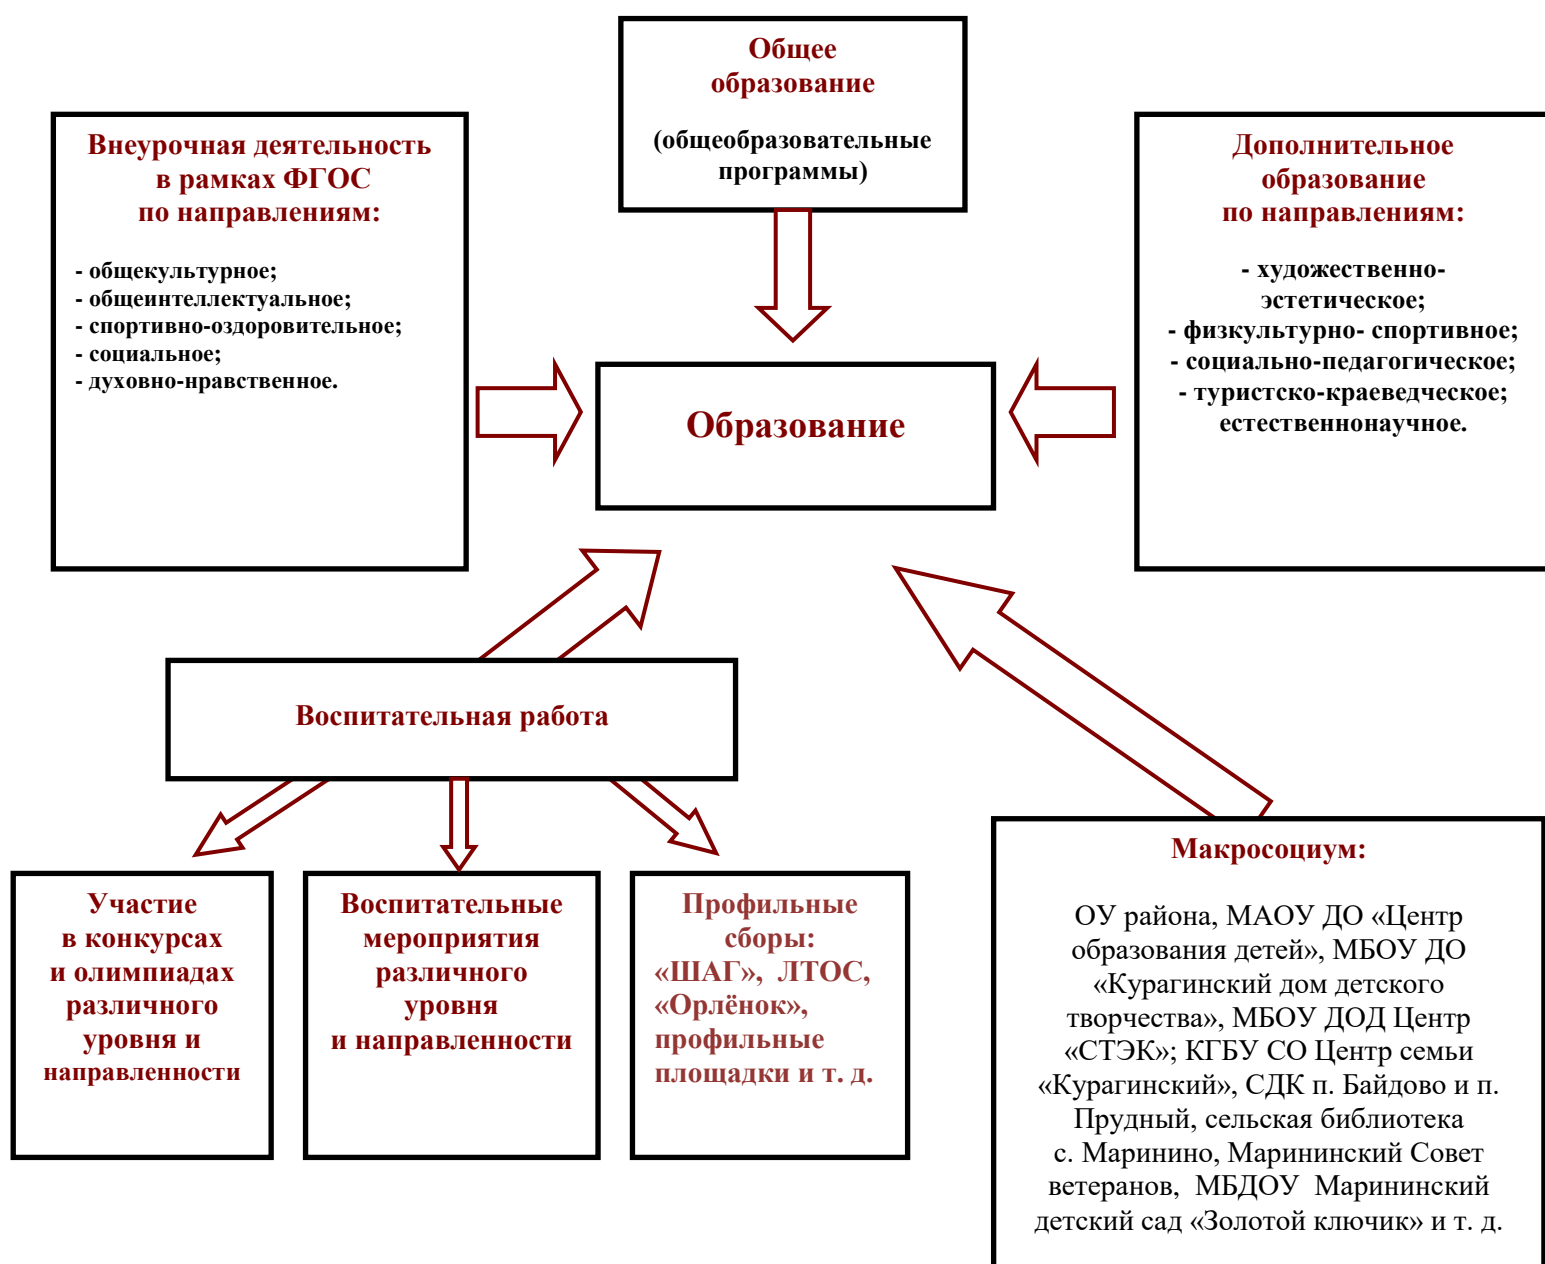 Общее
образование
(общеобразовательные
программы)
Внеурочная деятельность
в рамках ФГОС
по направлениям:
- общекультурное;
- общеинтеллектуальное;
- спортивно-оздоровительное;
- социальное;
- духовно-нравственное.
Дополнительное
образование
по направлениям:
- художественно-
эстетическое;
- физкультурно- спортивное;
- социально-педагогическое;
- туристско-краеведческое;
естественнонаучное.
Образование
Воспитательная работа
Участие
в конкурсах
и олимпиадах
различного
уровня и
направленности
Воспитательные
мероприятия
различного
уровня
и направленности
Профильные
сборы:
«ШАГ», ЛТОС,
«Орлёнок»,
профильные
площадки и т. д.
Макросоциум:
ОУ района, МАОУ ДО «Центр
образования детей», МБОУ ДО
«Курагинский дом детского
творчества», МБОУ ДОД Центр
«СТЭК»; КГБУ СО Центр семьи
«Курагинский», СДК п. Байдово и п.
Прудный, сельская библиотека
с. Маринино, Марининский Совет
ветеранов, МБДОУ Марининский
детский сад «Золотой ключик» и т. д.